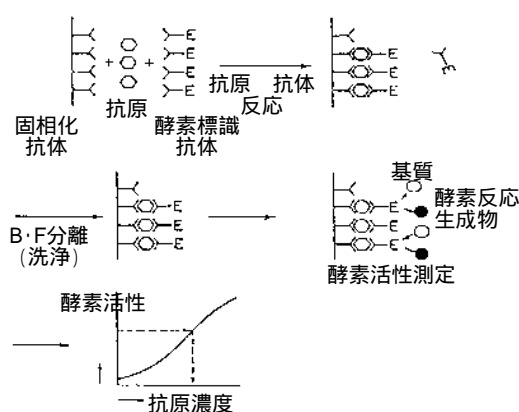 + + E
E
E
E
抗原
固相化
抗体
酵素標識
抗体
抗原 抗体
反応
E
E
E
E
B・F分離
(洗浄)
E
E
E
基質
酵素反応
生成物
E
E
E
酵素活性測定
酵素活性
抗原濃度